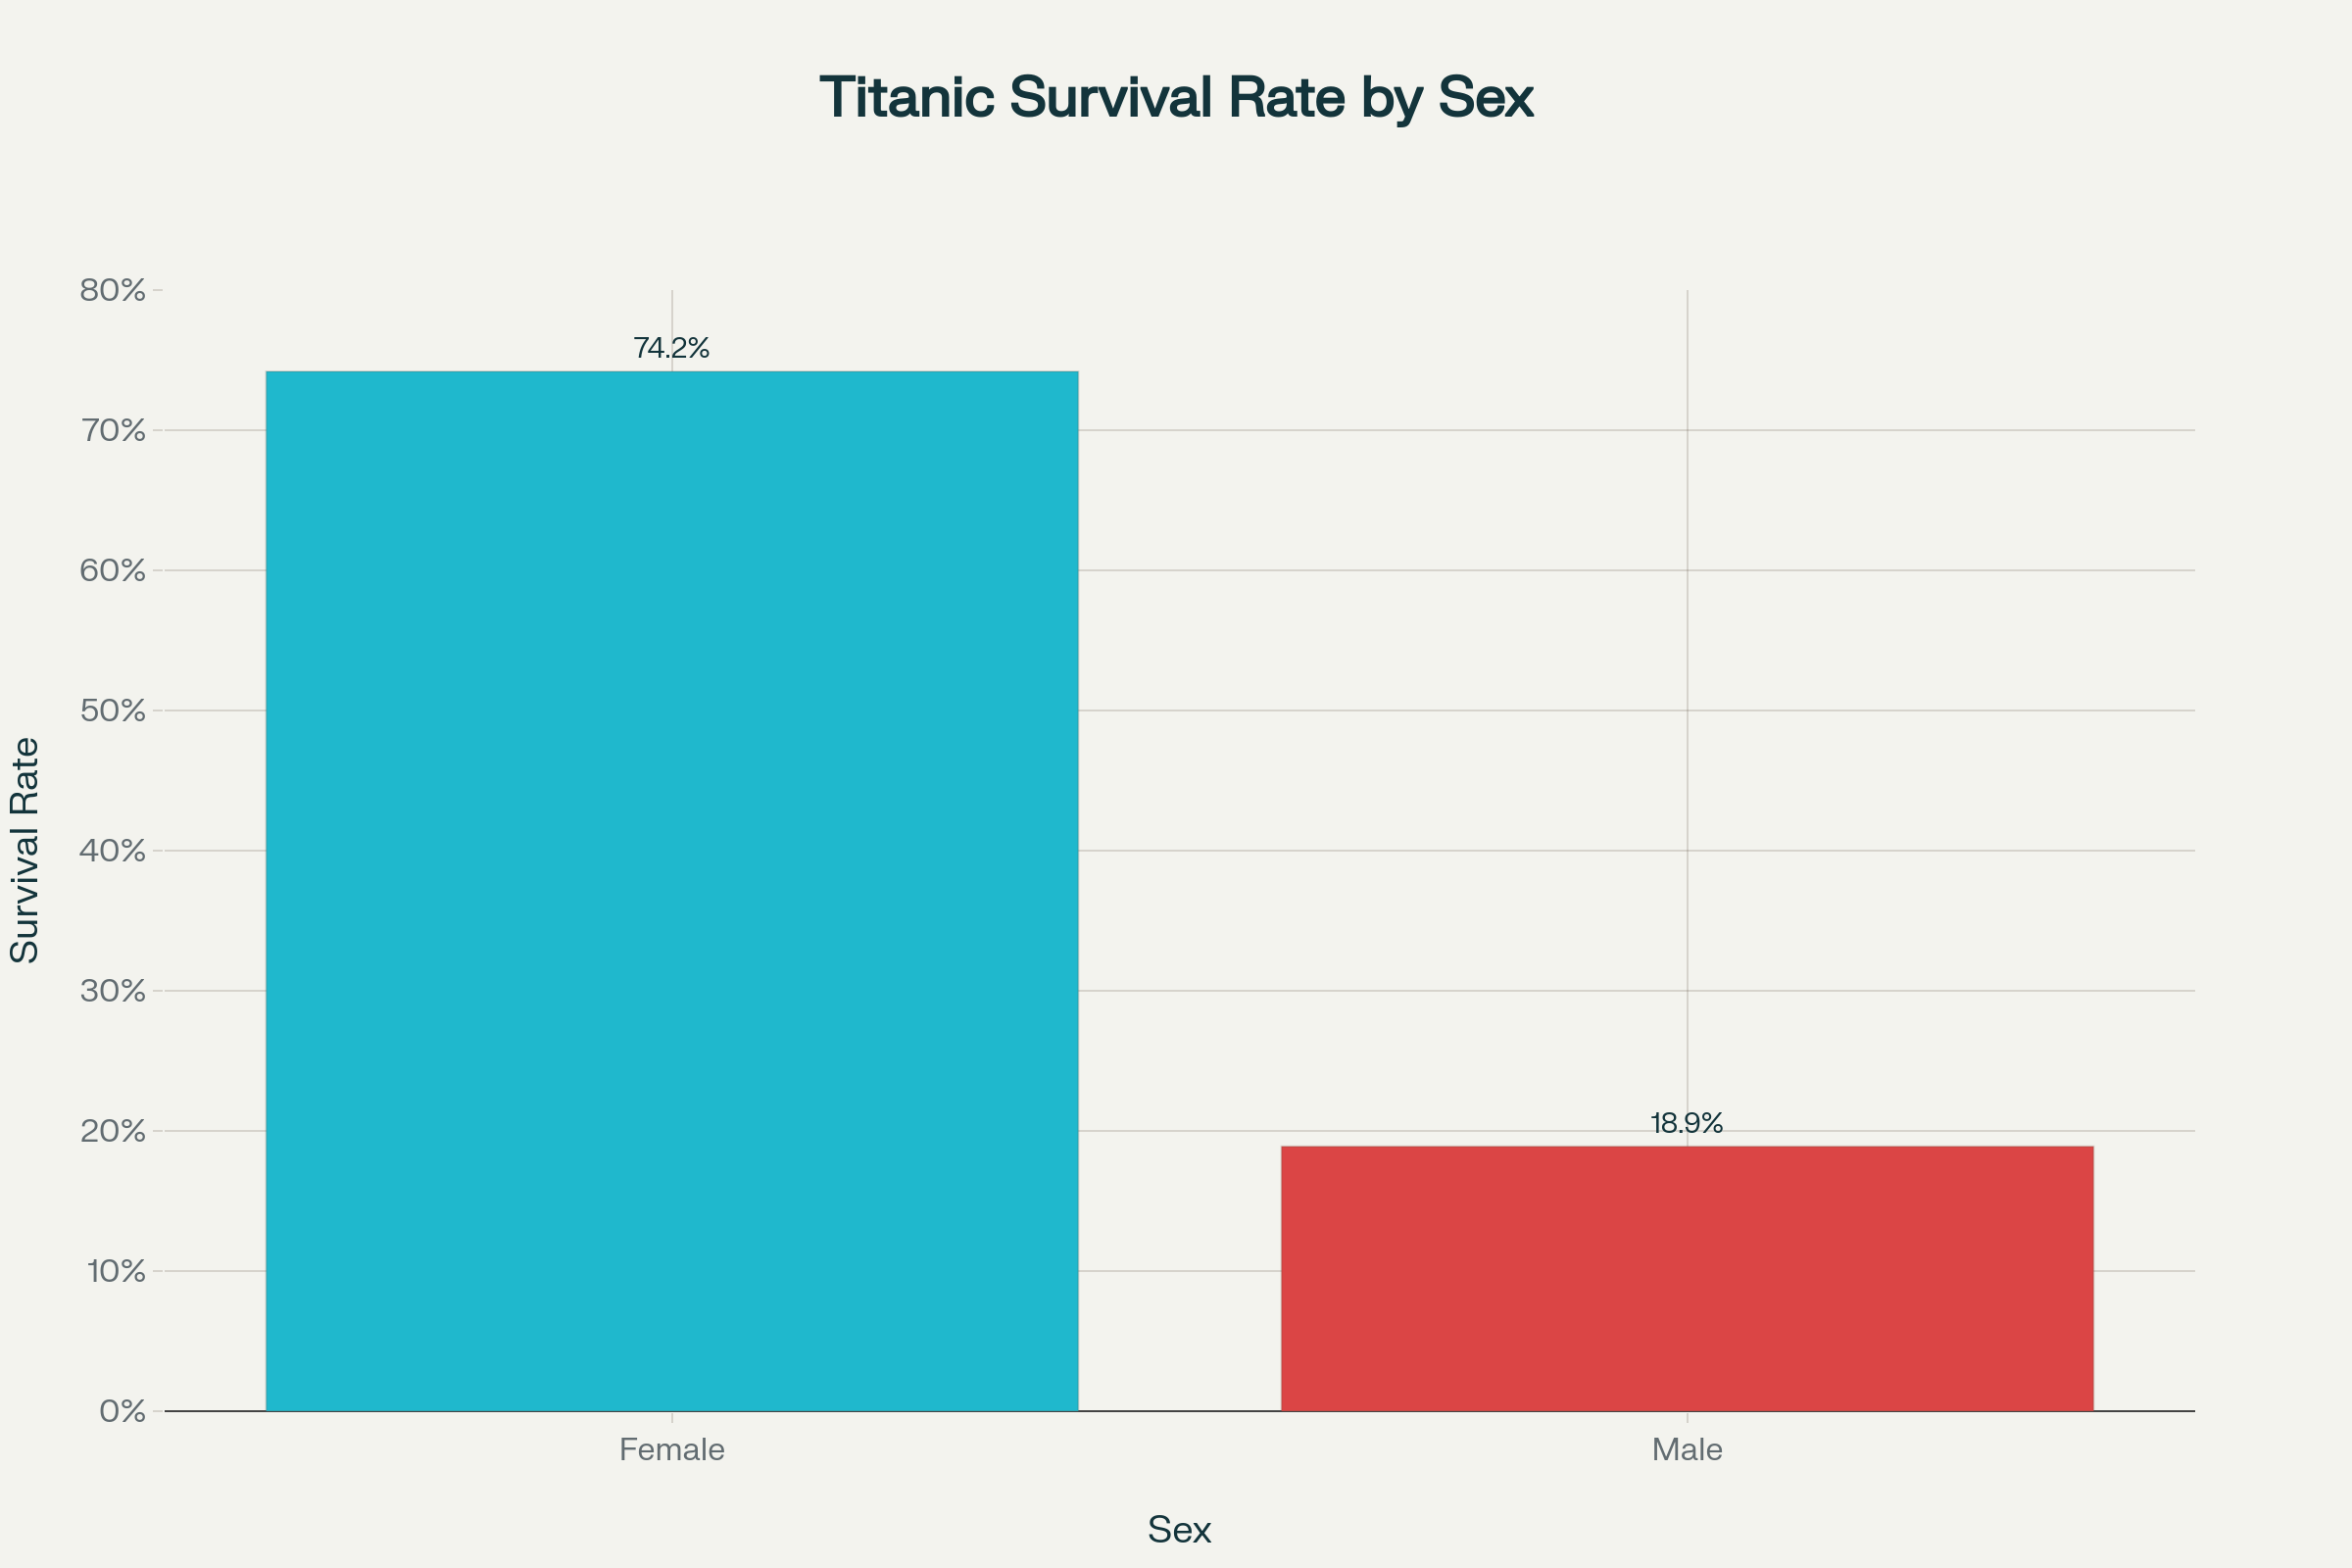 Titanic Survival Rate by Sex
80%
74.2%
70%
60%
50%
Survival Rate
40%
30%
20%
18.9%
10%
0%
Female
Male
Sex